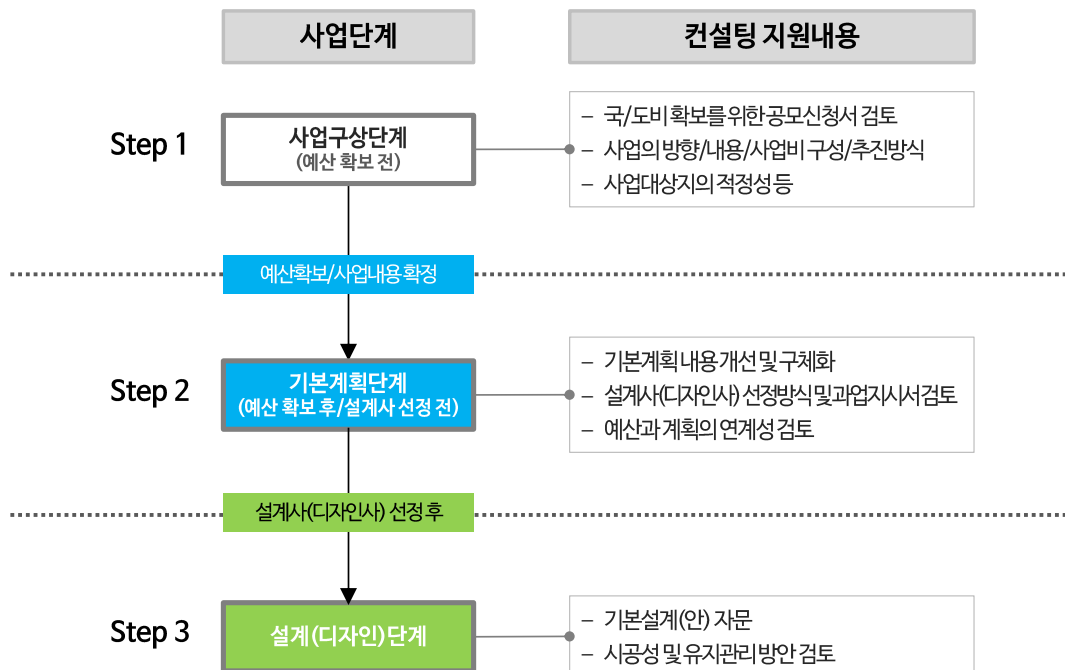 사업단계
컨설팅 지원내용
Step 1
사업구상단계
(예산 확보 전)
– 국/도비 확보를 위한 공모신청서 검토
– 사업의 방향/내용/사업비 구성/추진방식
– 사업대상지의 적정성 등
예산확보/사업내용 확정
Step 2
기본계획단계
(예산 확보 후/설계사 선정 전)
– 기본계획 내용 개선 및 구체화
– 설계사(디자인사) 선정방식 및 과업지시서 검토
– 예산과 계획의 연계성 검토
설계사(디자인사) 선정 후
Step 3
설계(디자인)단계
– 기본설계(안) 자문
– 시공성 및 유지관리 방안 검토